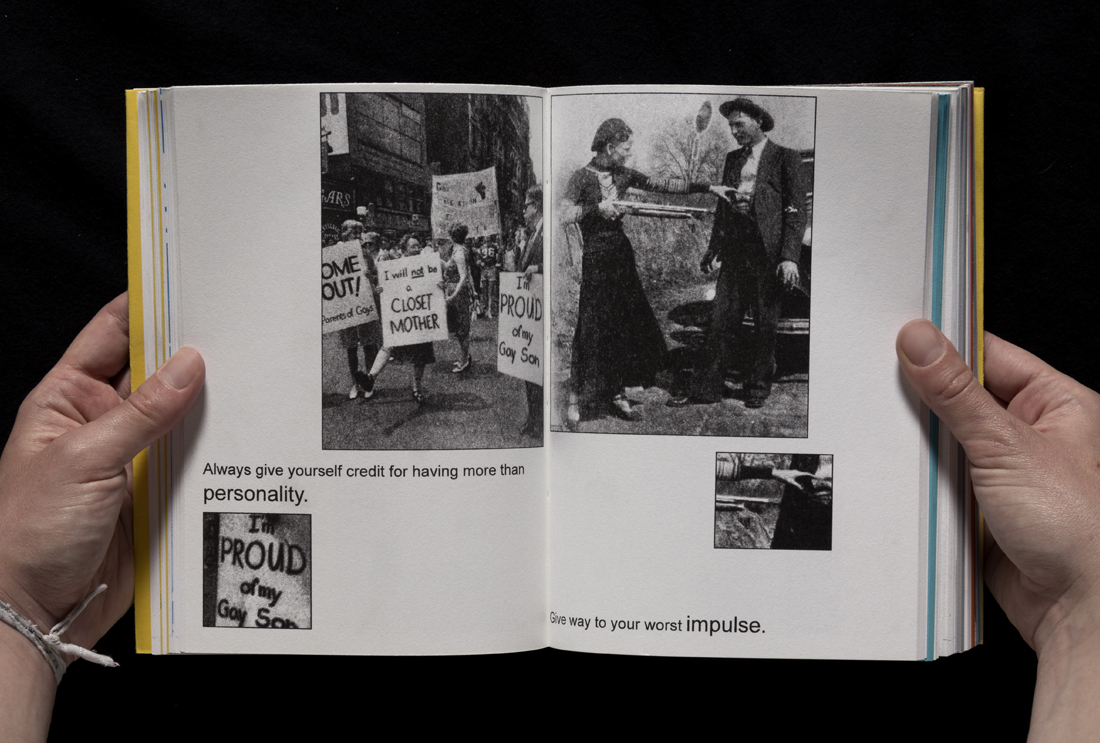 ARS
OME
OUT!
Parents of Gays
I will not be
a
CLOSET
MOTHER
I'm
PROUD
of my
Gay Son
Always give yourself credit for having more than
personality.
I'm
PROUD
of my
Gay Son
Give way to your worst impulse.